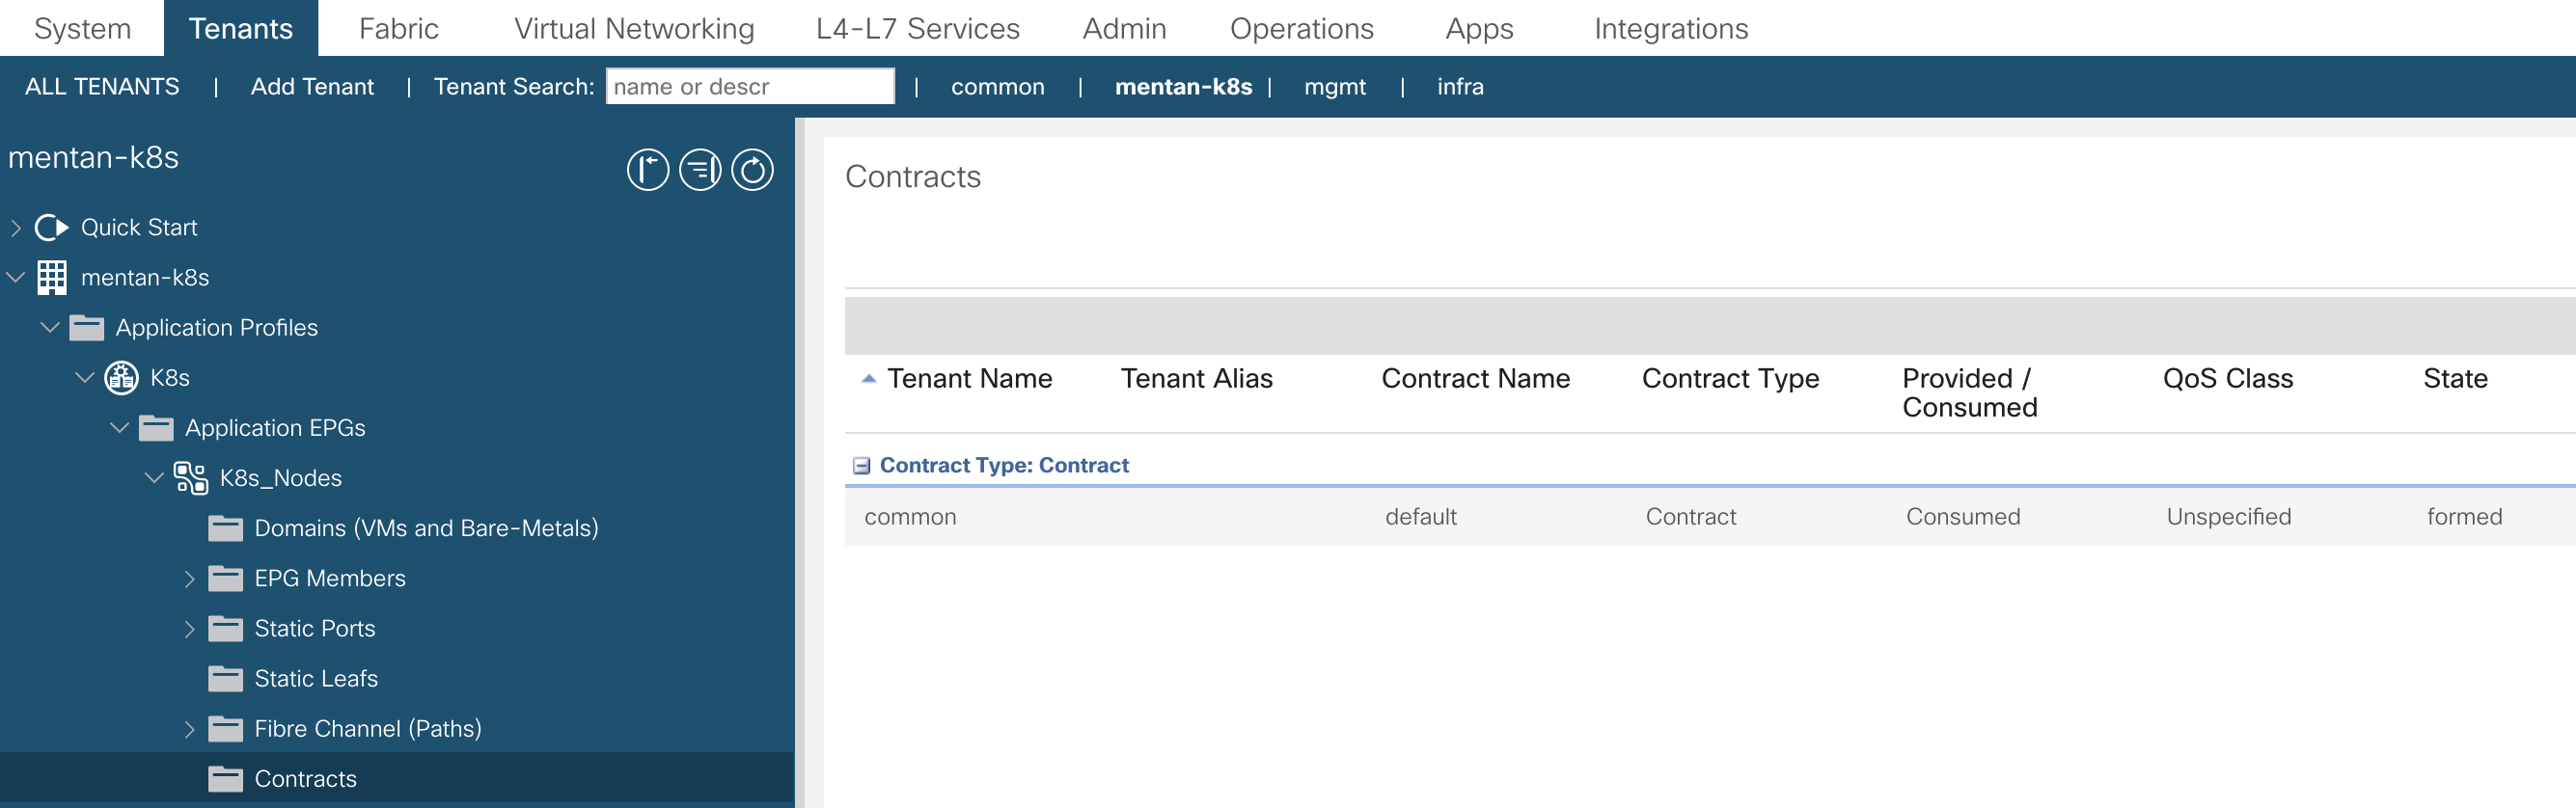 System Tenants Fabric Virtual Networking L4-L7 Services Admin Operations Apps Integrations
ALL TENANTS | Add Tenant | Tenant Search: name or descr | common | mentan-k8s | mgmt | infra
mentan-k8s
Quick Start
mentan-k8s
Application Profiles
K8s
Application EPGs
K8s_Nodes
Domains (VMs and Bare-Metals)
EPG Members
Static Ports
Static Leafs
Fibre Channel (Paths)
Contracts
Contracts
Tenant Name Tenant Alias Contract Name Contract Type Provided / QoS Class State
Consumed
Contract Type: Contract
common default Contract Consumed Unspecified formed